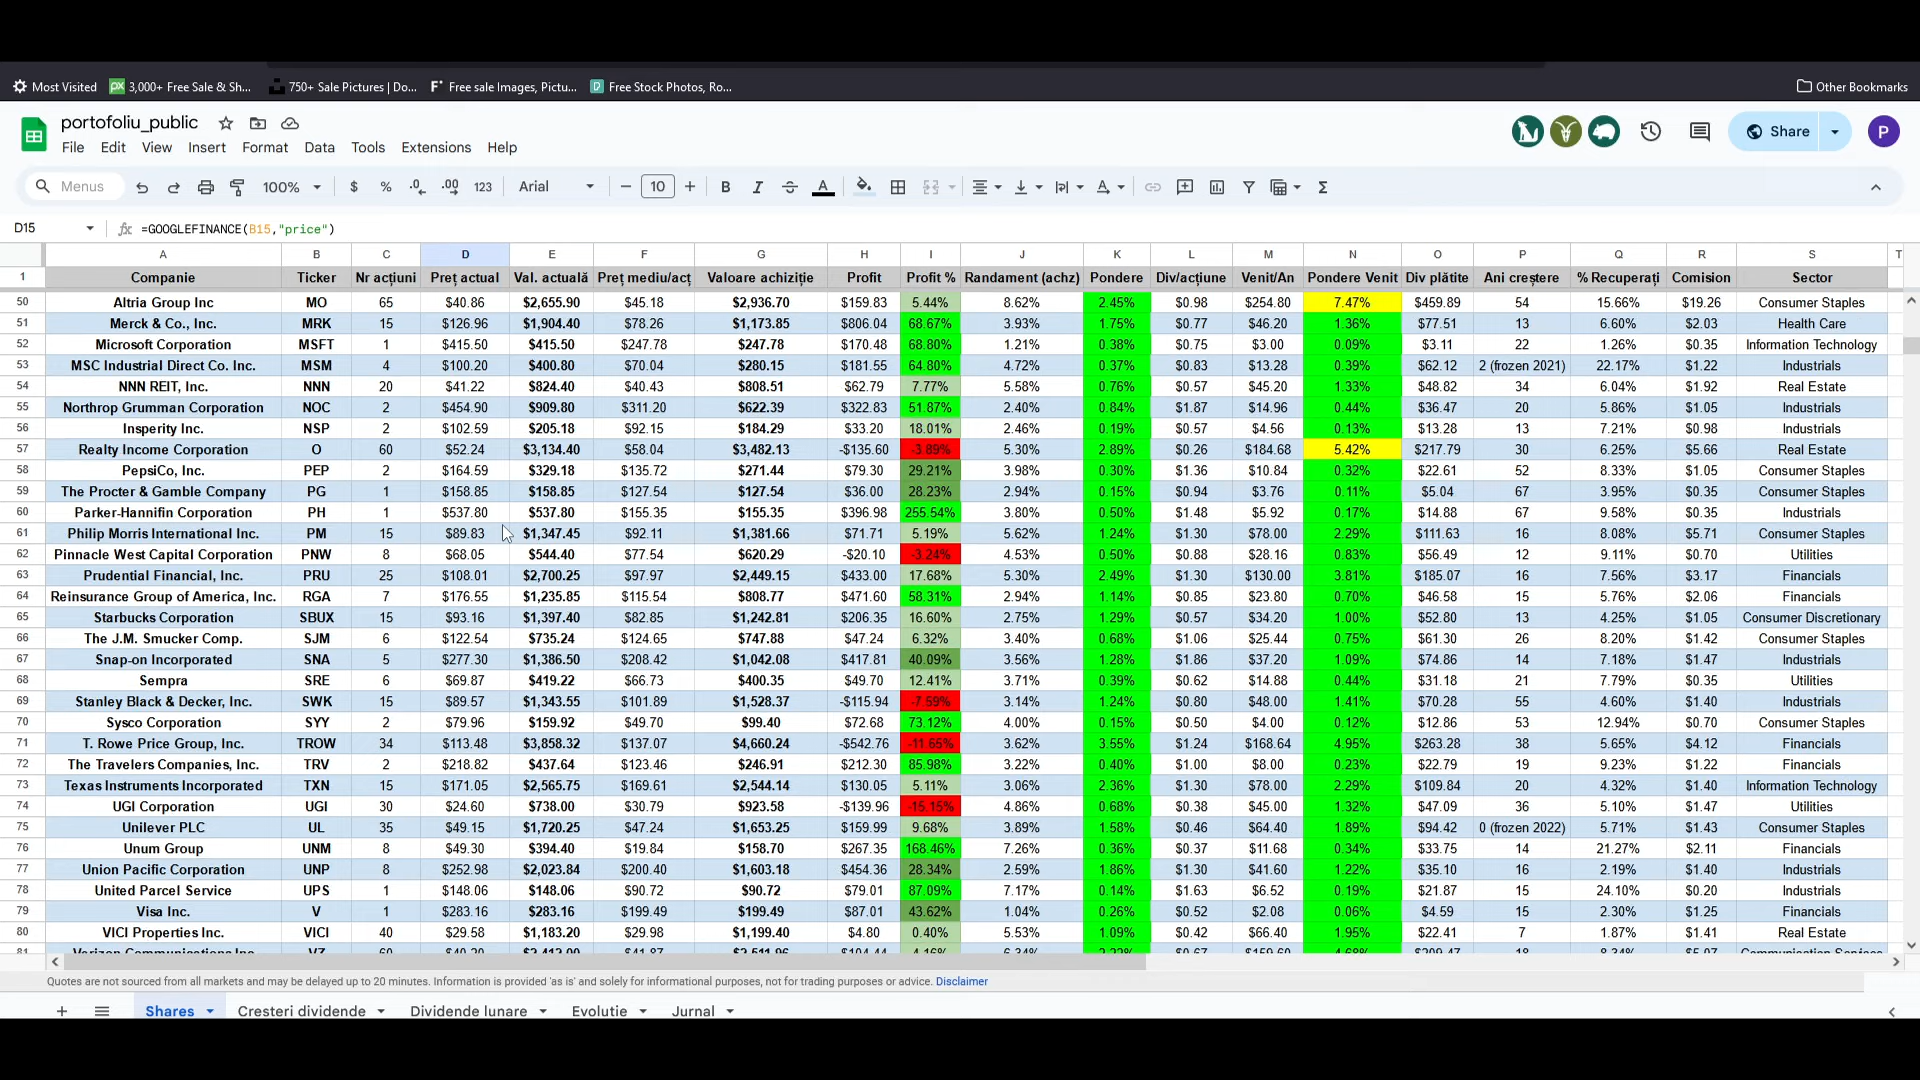 Most Visited 3,000+ Free Sale & Sh... 750+ Sale Pictures | Do... Free sale Images, Pictu... Free Stock Photos, Ro... Other Bookmarks
portofoliu_public
File Edit View Insert Format Data Tools Extensions Help Share P
Menus 100% $ % .0 .00 123 Arial − 10 + B I A Σ
D15 fx =GOOGLEFINANCE(B15,"price")
A B C D E F G H I J K L M N O P Q R S T
1 Companie Ticker Nr acțiuni Preț actual Val. actuală Preț mediu/acț Valoare achiziție Profit Profit % Randament (achz) Pondere Div/acțiune Venit/An Pondere Venit Div plătite Ani creștere % Recuperați Comision Sector
50 Altria Group Inc MO 65 $40.86 $2,655.90 $45.18 $2,936.70 $159.83 5.44% 8.62% 2.45% $0.98 $254.80 7.47% $459.89 54 15.66% $19.26 Consumer Staples
51 Merck & Co., Inc. MRK 15 $126.96 $1,904.40 $78.26 $1,173.85 $806.04 68.67% 3.93% 1.75% $0.77 $46.20 1.36% $77.51 13 6.60% $2.03 Health Care
52 Microsoft Corporation MSFT 1 $415.50 $415.50 $247.78 $247.78 $170.48 68.80% 1.21% 0.38% $0.75 $3.00 0.09% $3.11 22 1.26% $0.35 Information Technology
53 MSC Industrial Direct Co. Inc. MSM 4 $100.20 $400.80 $70.04 $280.15 $181.55 64.80% 4.72% 0.37% $0.83 $13.28 0.39% $62.12 2 (frozen 2021) 22.17% $1.22 Industrials
54 NNN REIT, Inc. NNN 20 $41.22 $824.40 $40.43 $808.51 $62.79 7.77% 5.58% 0.76% $0.57 $45.20 1.33% $48.82 34 6.04% $1.92 Real Estate
55 Northrop Grumman Corporation NOC 2 $454.90 $909.80 $311.20 $622.39 $322.83 51.87% 2.40% 0.84% $1.87 $14.96 0.44% $36.47 20 5.86% $1.05 Industrials
56 Insperity Inc. NSP 2 $102.59 $205.18 $92.15 $184.29 $33.20 18.01% 2.46% 0.19% $0.57 $4.56 0.13% $13.28 13 7.21% $0.98 Industrials
57 Realty Income Corporation O 60 $52.24 $3,134.40 $58.04 $3,482.13 -$135.60 -3.89% 5.30% 2.89% $0.26 $184.68 5.42% $217.79 30 6.25% $5.66 Real Estate
58 PepsiCo, Inc. PEP 2 $164.59 $329.18 $135.72 $271.44 $79.30 29.21% 3.98% 0.30% $1.36 $10.84 0.32% $22.61 52 8.33% $1.05 Consumer Staples
59 The Procter & Gamble Company PG 1 $158.85 $158.85 $127.54 $127.54 $36.00 28.23% 2.94% 0.15% $0.94 $3.76 0.11% $5.04 67 3.95% $0.35 Consumer Staples
60 Parker-Hannifin Corporation PH 1 $537.80 $537.80 $155.35 $155.35 $396.98 255.54% 3.80% 0.50% $1.48 $5.92 0.17% $14.88 67 9.58% $0.35 Industrials
61 Philip Morris International Inc. PM 15 $89.83 $1,347.45 $92.11 $1,381.66 $71.71 5.19% 5.62% 1.24% $1.30 $78.00 2.29% $111.63 16 8.08% $5.71 Consumer Staples
62 Pinnacle West Capital Corporation PNW 8 $68.05 $544.40 $77.54 $620.29 -$20.10 -3.24% 4.53% 0.50% $0.88 $28.16 0.83% $56.49 12 9.11% $0.70 Utilities
63 Prudential Financial, Inc. PRU 25 $108.01 $2,700.25 $97.97 $2,449.15 $433.00 17.68% 5.30% 2.49% $1.30 $130.00 3.81% $185.07 16 7.56% $3.17 Financials
64 Reinsurance Group of America, Inc. RGA 7 $176.55 $1,235.85 $115.54 $808.77 $471.60 58.31% 2.94% 1.14% $0.85 $23.80 0.70% $46.58 15 5.76% $2.06 Financials
65 Starbucks Corporation SBUX 15 $93.16 $1,397.40 $82.85 $1,242.81 $206.35 16.60% 2.75% 1.29% $0.57 $34.20 1.00% $52.80 13 4.25% $1.05 Consumer Discretionary
66 The J.M. Smucker Comp. SJM 6 $122.54 $735.24 $124.65 $747.88 $47.24 6.32% 3.40% 0.68% $1.06 $25.44 0.75% $61.30 26 8.20% $1.42 Consumer Staples
67 Snap-on Incorporated SNA 5 $277.30 $1,386.50 $208.42 $1,042.08 $417.81 40.09% 3.56% 1.28% $1.86 $37.20 1.09% $74.86 14 7.18% $1.47 Industrials
68 Sempra SRE 6 $69.87 $419.22 $66.73 $400.35 $49.70 12.41% 3.71% 0.39% $0.62 $14.88 0.44% $31.18 21 7.79% $0.35 Utilities
69 Stanley Black & Decker, Inc. SWK 15 $89.57 $1,343.55 $101.89 $1,528.37 -$115.94 -7.59% 3.14% 1.24% $0.80 $48.00 1.41% $70.28 55 4.60% $1.40 Industrials
70 Sysco Corporation SYY 2 $79.96 $159.92 $49.70 $99.40 $72.68 73.12% 4.00% 0.15% $0.50 $4.00 0.12% $12.86 53 12.94% $0.70 Consumer Staples
71 T. Rowe Price Group, Inc. TROW 34 $113.48 $3,858.32 $137.07 $4,660.24 -$542.76 -11.65% 3.62% 3.55% $1.24 $168.64 4.95% $263.28 38 5.65% $4.12 Financials
72 The Travelers Companies, Inc. TRV 2 $218.82 $437.64 $123.46 $246.91 $212.30 85.98% 3.22% 0.40% $1.00 $8.00 0.23% $22.79 19 9.23% $1.22 Financials
73 Texas Instruments Incorporated TXN 15 $171.05 $2,565.75 $169.61 $2,544.14 $130.05 5.11% 3.06% 2.36% $1.30 $78.00 2.29% $109.84 20 4.32% $1.40 Information Technology
74 UGI Corporation UGI 30 $24.60 $738.00 $30.79 $923.58 -$139.96 -15.15% 4.86% 0.68% $0.38 $45.00 1.32% $47.09 36 5.10% $1.47 Utilities
75 Unilever PLC UL 35 $49.15 $1,720.25 $47.24 $1,653.25 $159.99 9.68% 3.89% 1.58% $0.46 $64.40 1.89% $94.42 0 (frozen 2022) 5.71% $1.43 Consumer Staples
76 Unum Group UNM 8 $49.30 $394.40 $19.84 $158.70 $267.35 168.46% 7.26% 0.36% $0.37 $11.68 0.34% $33.75 14 21.27% $2.11 Financials
77 Union Pacific Corporation UNP 8 $252.98 $2,023.84 $200.40 $1,603.18 $454.36 28.34% 2.59% 1.86% $1.30 $41.60 1.22% $35.10 16 2.19% $1.40 Industrials
78 United Parcel Service UPS 1 $148.06 $148.06 $90.72 $90.72 $79.01 87.09% 7.17% 0.14% $1.63 $6.52 0.19% $21.87 15 24.10% $0.20 Industrials
79 Visa Inc. V 1 $283.16 $283.16 $199.49 $199.49 $87.01 43.62% 1.04% 0.26% $0.52 $2.08 0.06% $4.59 15 2.30% $1.25 Financials
80 VICI Properties Inc. VICI 40 $29.58 $1,183.20 $29.98 $1,199.40 $4.80 0.40% 5.53% 1.09% $0.42 $66.40 1.95% $22.41 7 1.87% $1.41 Real Estate
Quotes are not sourced from all markets and may be delayed up to 20 minutes. Information is provided 'as is' and solely for informational purposes, not for trading purposes or advice. Disclaimer
Shares Cresteri dividende Dividende lunare Evolutie Jurnal